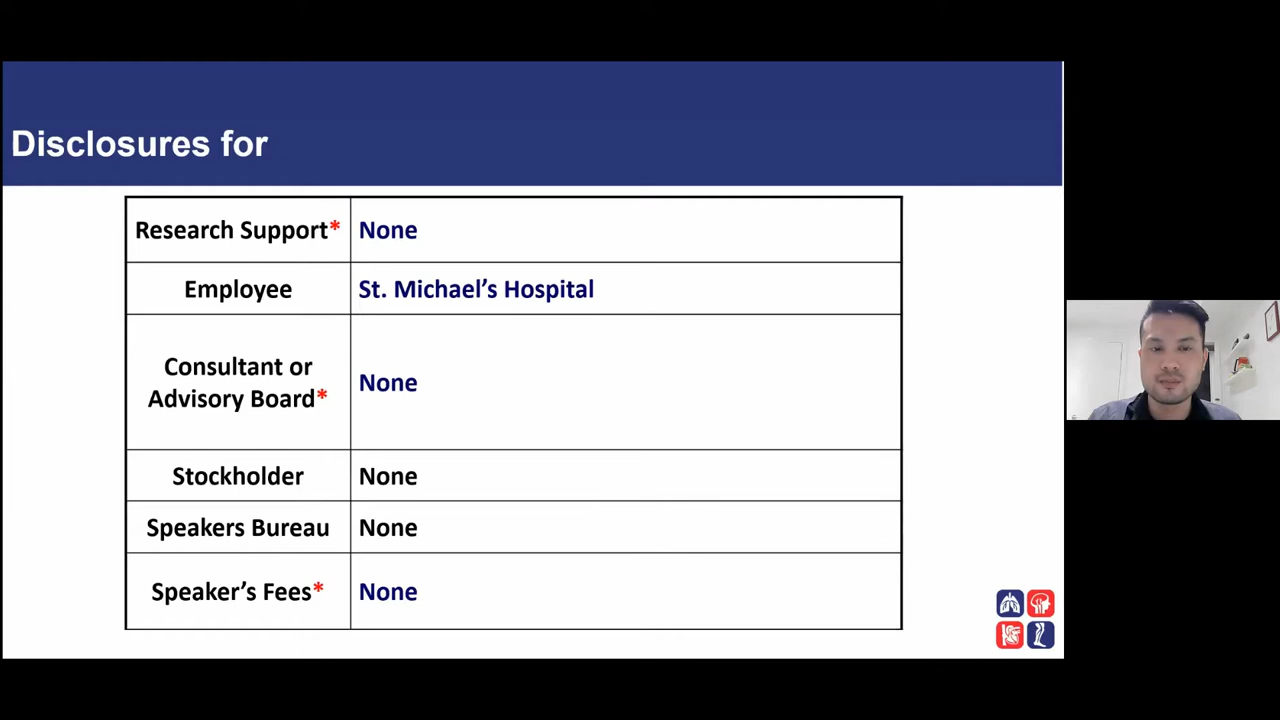 Disclosures for
Research Support* None
Employee St. Michael’s Hospital
Consultant or
Advisory Board* None
Stockholder None
Speakers Bureau None
Speaker’s Fees* None